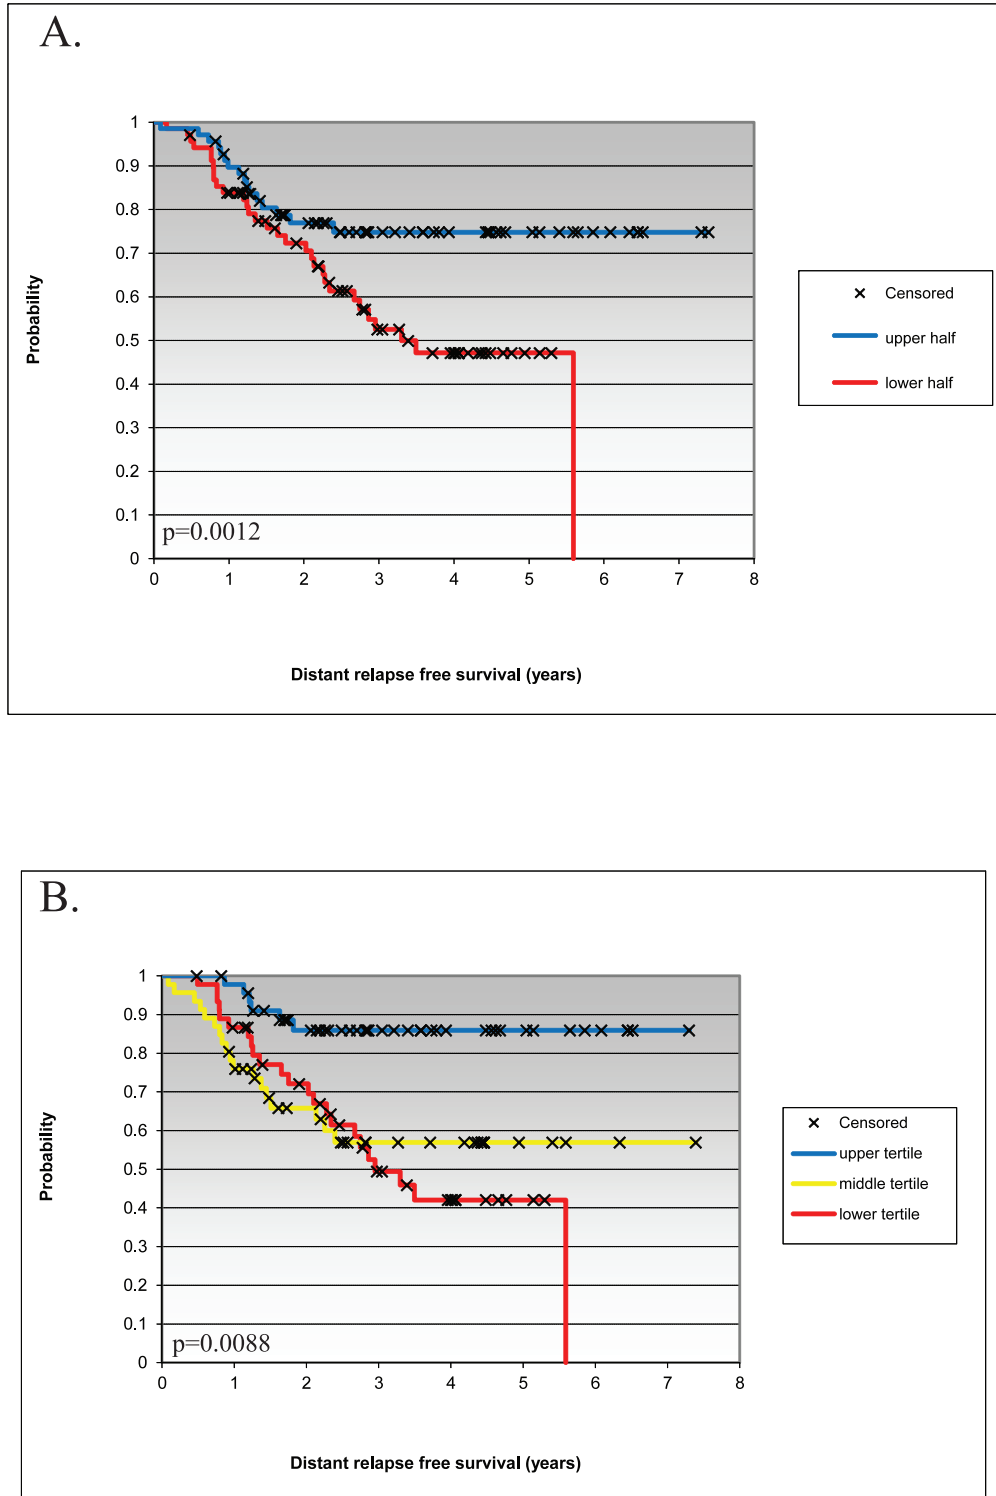 A.
1
0.9
0.8
0.7
0.6
0.5
0.4
0.3
0.2
0.1
0
Probability
p=0.0012
0 1 2 3 4 5 6 7 8
Distant relapse free survival (years)
Censored
upper half
lower half
B.
1
0.9
0.8
0.7
0.6
0.5
0.4
0.3
0.2
0.1
0
Probability
p=0.0088
0 1 2 3 4 5 6 7 8
Distant relapse free survival (years)
Censored
upper tertile
middle tertile
lower tertile